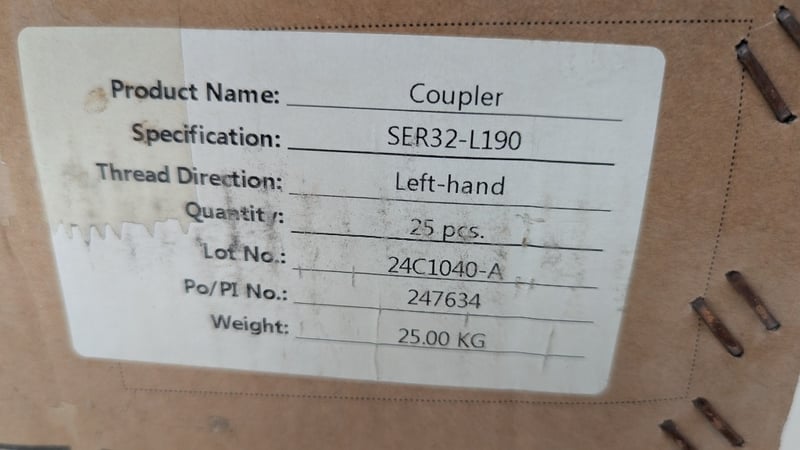 Product Name: Coupler
Specification: SER32-L190
Thread Direction: Left-hand
Quantity: 25 pcs.
Lot No.: 24C1040-A
Po/PI No.: 247634
Weight: 25.00 KG